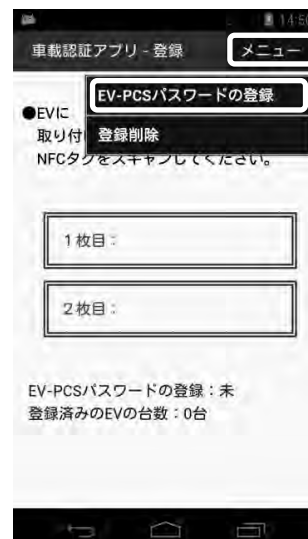 14:50
車載認証アプリ - 登録
メニュー
EV-PCSパスワードの登録
●EVに
取り付
登録削除
NFCタグをスキャンしてください。
1枚目：
2枚目：
EV-PCSパスワードの登録：未
登録済みのEVの台数：0台